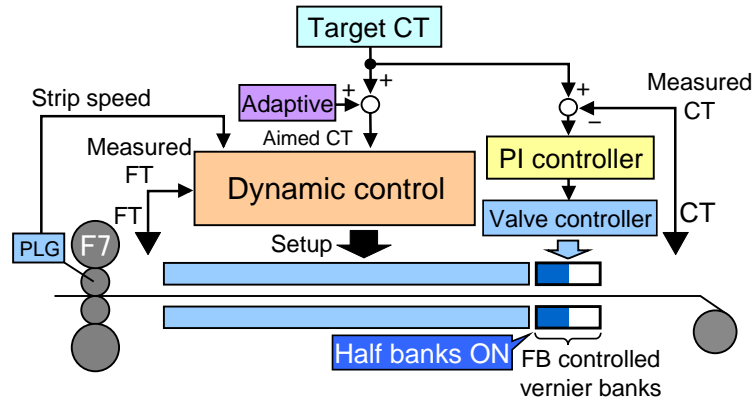 Target CT
Strip speed
Adaptive
+
+
+
−
Measured
CT
Aimed CT
Measured
FT
FT
Dynamic control
PI controller
Valve controller
CT
PLG
F7
Setup
Half banks ON
FB controlled
vernier banks